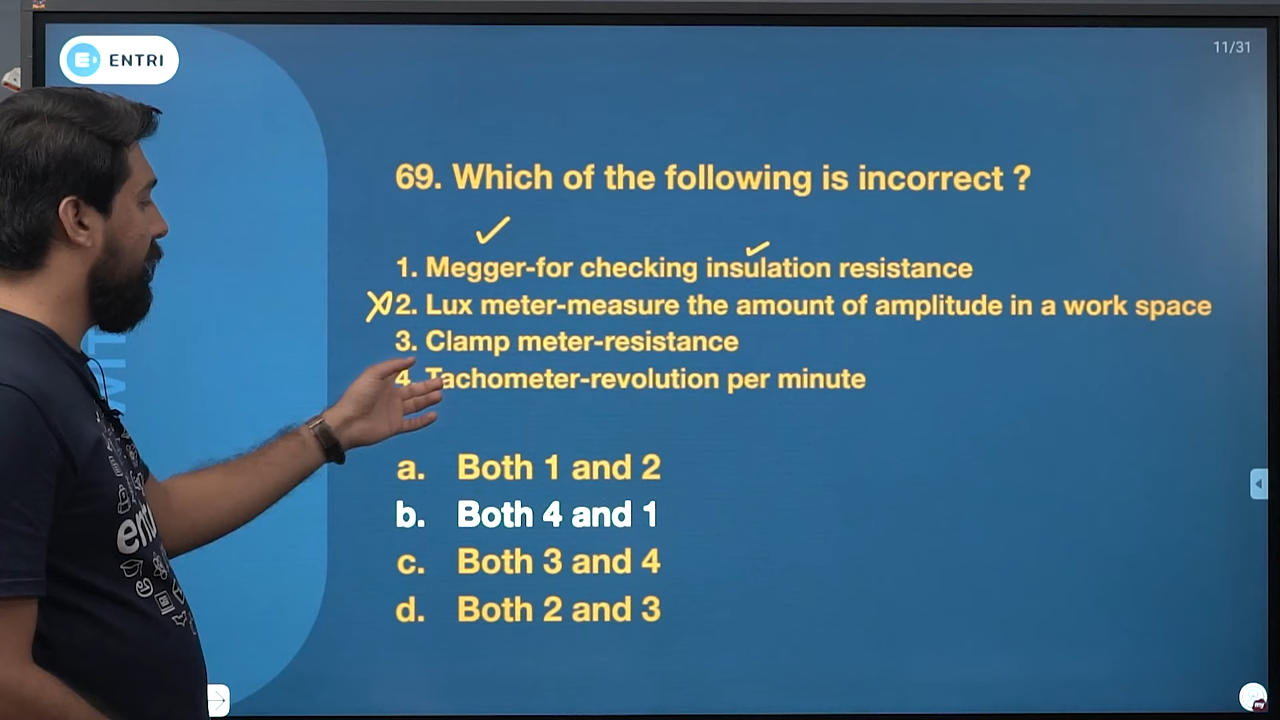 ENTRI
11/31
69. Which of the following is incorrect ?
1. Megger-for checking insulation resistance
2. Lux meter-measure the amount of amplitude in a work space
3. Clamp meter-resistance
4. Tachometer-revolution per minute
a. Both 1 and 2
b. Both 4 and 1
c. Both 3 and 4
d. Both 2 and 3